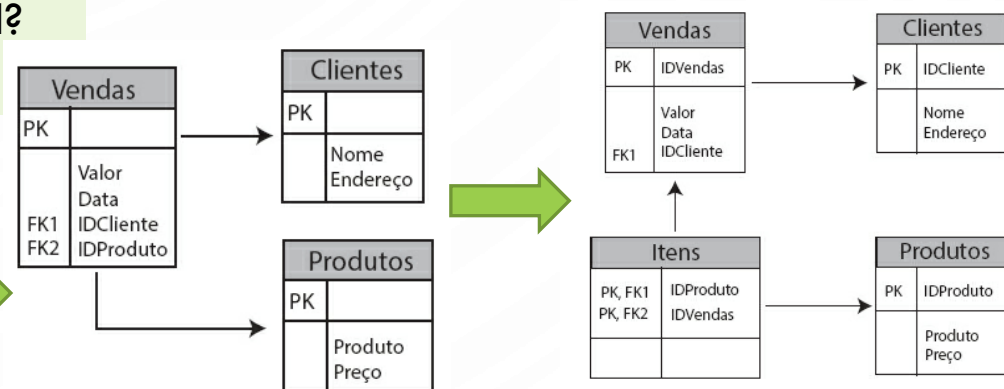 Vendas
PK
Valor
Data
FK1 IDCliente
FK2 IDProduto
Clientes
PK
Nome
Endereço
Produtos
PK
Produto
Preço
Vendas
PK IDVendas
Valor
Data
FK1 IDCliente
Clientes
PK IDCliente
Nome
Endereço
Itens
PK, FK1 IDProduto
PK, FK2 IDVendas
Produtos
PK IDProduto
Produto
Preço